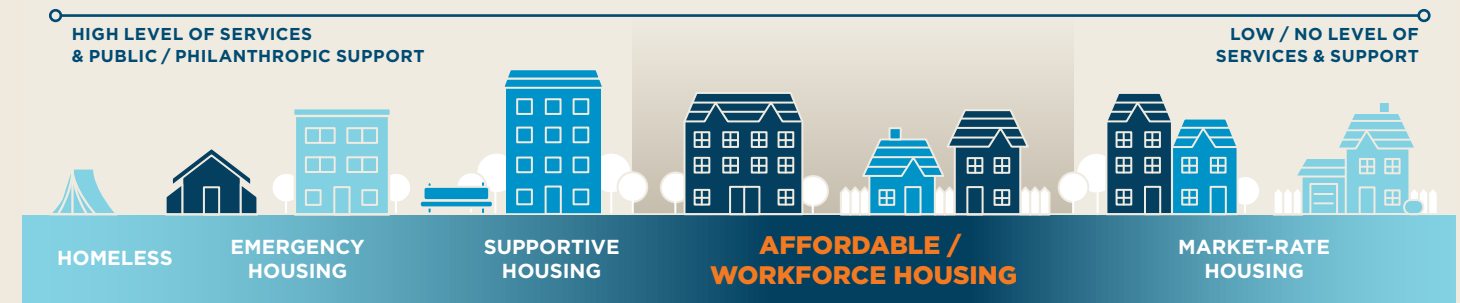 HIGH LEVEL OF SERVICES
& PUBLIC / PHILANTHROPIC SUPPORT
LOW / NO LEVEL OF
SERVICES & SUPPORT
HOMELESS
EMERGENCY
HOUSING
SUPPORTIVE
HOUSING
AFFORDABLE /
WORKFORCE HOUSING
MARKET-RATE
HOUSING